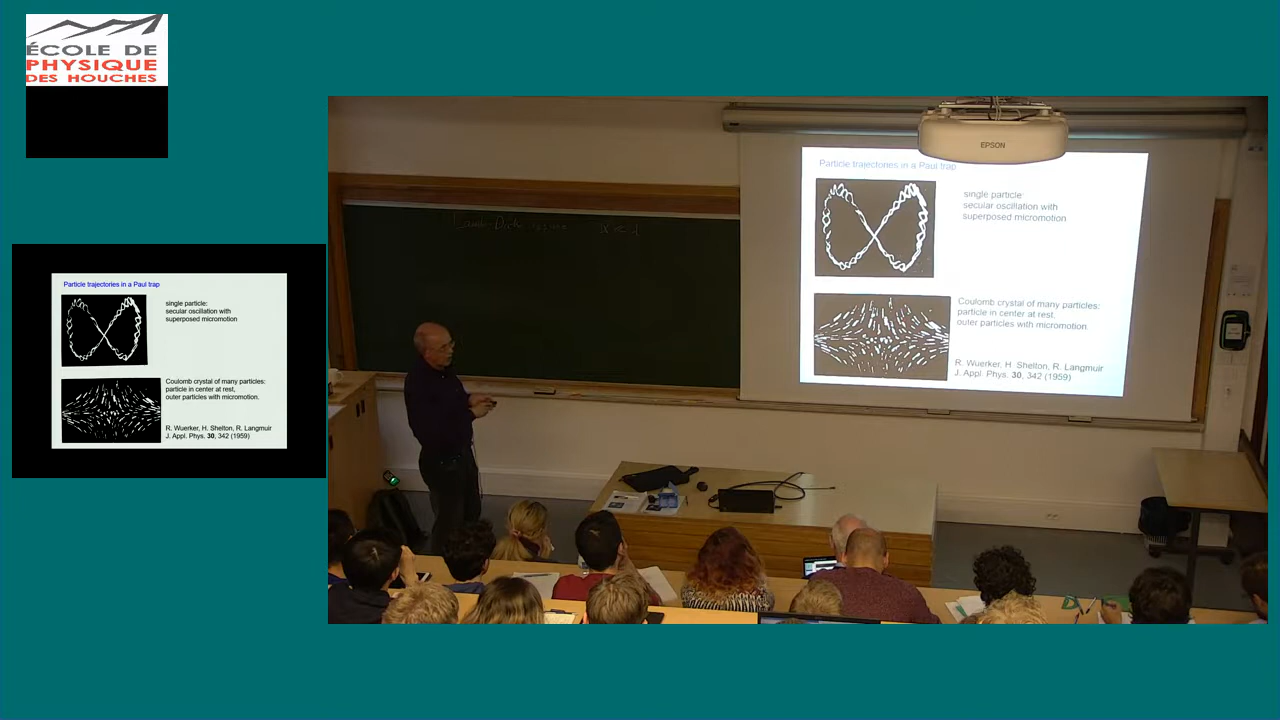 ÉCOLE DE
PHYSIQUE
DES HOUCHES
Particle trajectories in a Paul trap
single particle:
secular oscillation with
superposed micromotion
Coulomb crystal of many particles:
particle in center at rest,
outer particles with micromotion.
R. Wuerker, H. Shelton, R. Langmuir
J. Appl. Phys. 30, 342 (1959)
EPSON
Particle trajectories in a Paul trap
single particle:
secular oscillation with
superposed micromotion
Coulomb crystal of many particles:
particle in center at rest,
outer particles with micromotion.
R. Wuerker, H. Shelton, R. Langmuir
J. Appl. Phys. 30, 342 (1959)
Lamb-Dicke regime